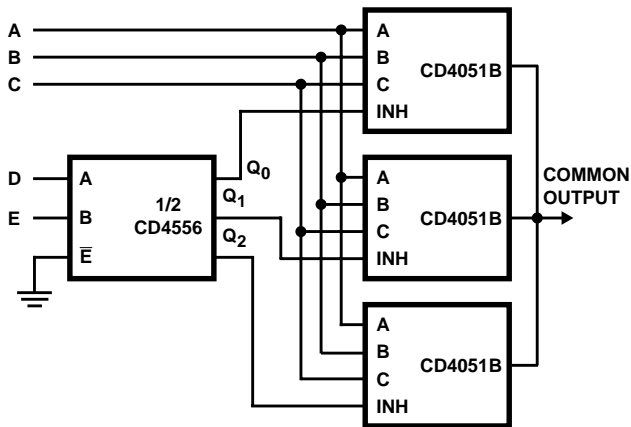 A
B
C
A
B
C
INH
CD4051B
D
E
A
B
E̅
1/2
CD4556
Q0
Q1
Q2
A
B
C
INH
CD4051B
COMMON
OUTPUT
A
B
C
INH
CD4051B